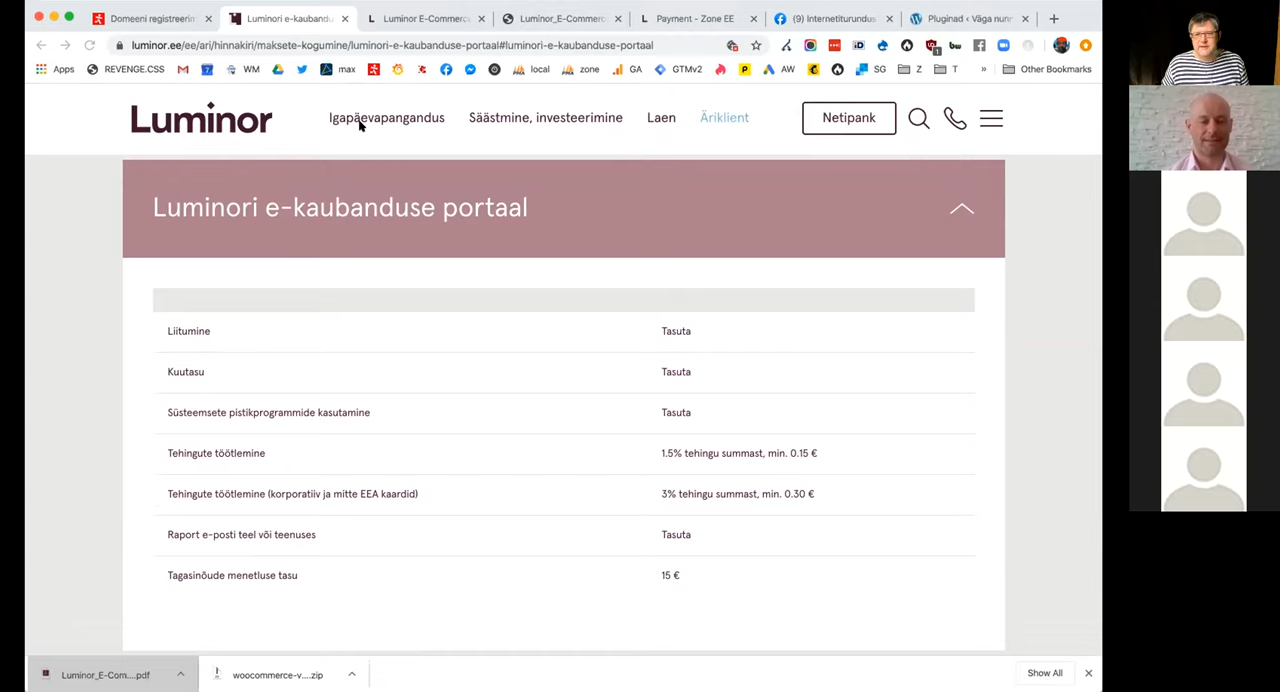 Domeeni registreerim
Luminori e-kaubandu
Luminor E-Commerc
Luminor_E-Commerc
Payment - Zone EE
(9) Internetiturundus
Pluginad ‹ Väga nunn
luminor.ee/ee/ari/hinnakiri/maksete-kogumine/luminori-e-kaubanduse-portaal#luminori-e-kaubanduse-portaal
Apps REVENGE.CSS WM max local zone GA GTMv2 AW SG Z T » Other Bookmarks
Luminor
Igapäevapangandus Säästmine, investeerimine Laen Äriklient Netipank
Luminori e-kaubanduse portaal
Liitumine Tasuta
Kuutasu Tasuta
Süsteemsete pistikprogrammide kasutamine Tasuta
Tehingute töötlemine 1.5% tehingu summast, min. 0.15 €
Tehingute töötlemine (korporatiiv ja mitte EEA kaardid) 3% tehingu summast, min. 0.30 €
Raport e-posti teel või teenuses Tasuta
Tagasinõude menetluse tasu 15 €
Luminor_E-Com....pdf woocommerce-v....zip Show All